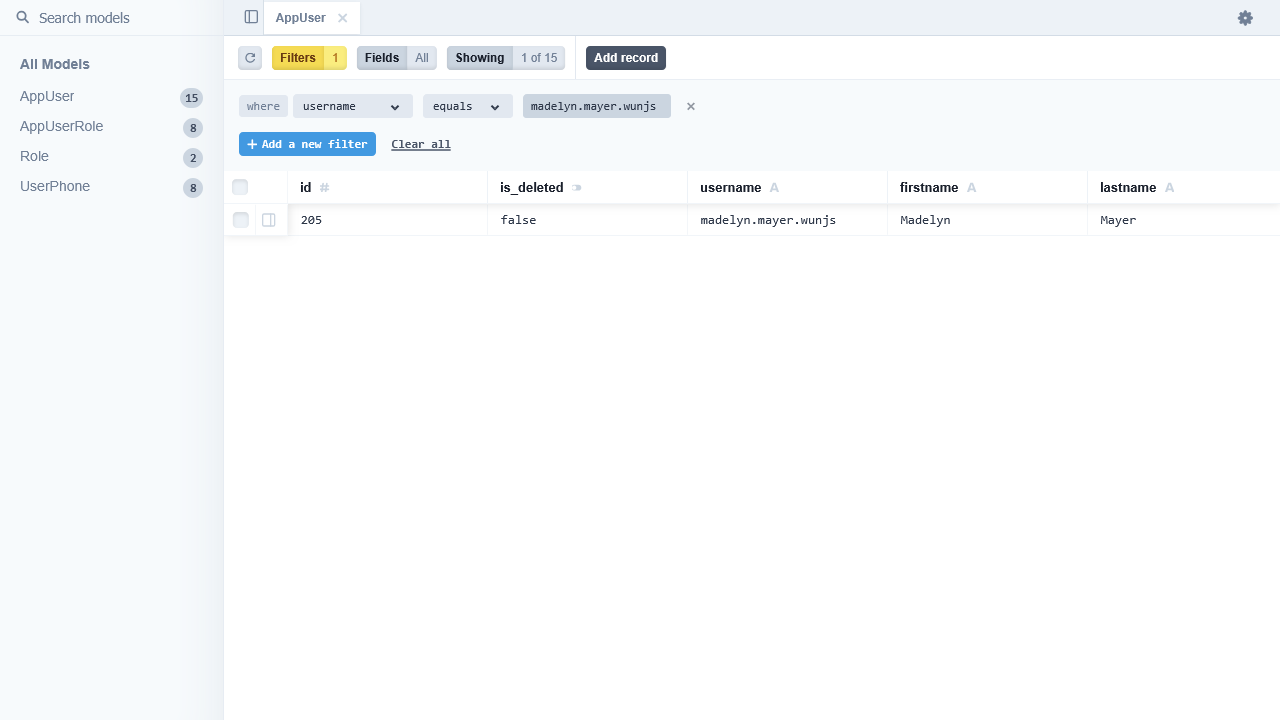 Search models
AppUser
All Models
AppUser 15
AppUserRole 8
Role 2
UserPhone 8
Filters 1 Fields All Showing 1 of 15 Add record
where username equals madelyn.mayer.wunjs
Add a new filter Clear all
id # is_deleted username A firstname A lastname A
205 false madelyn.mayer.wunjs Madelyn Mayer